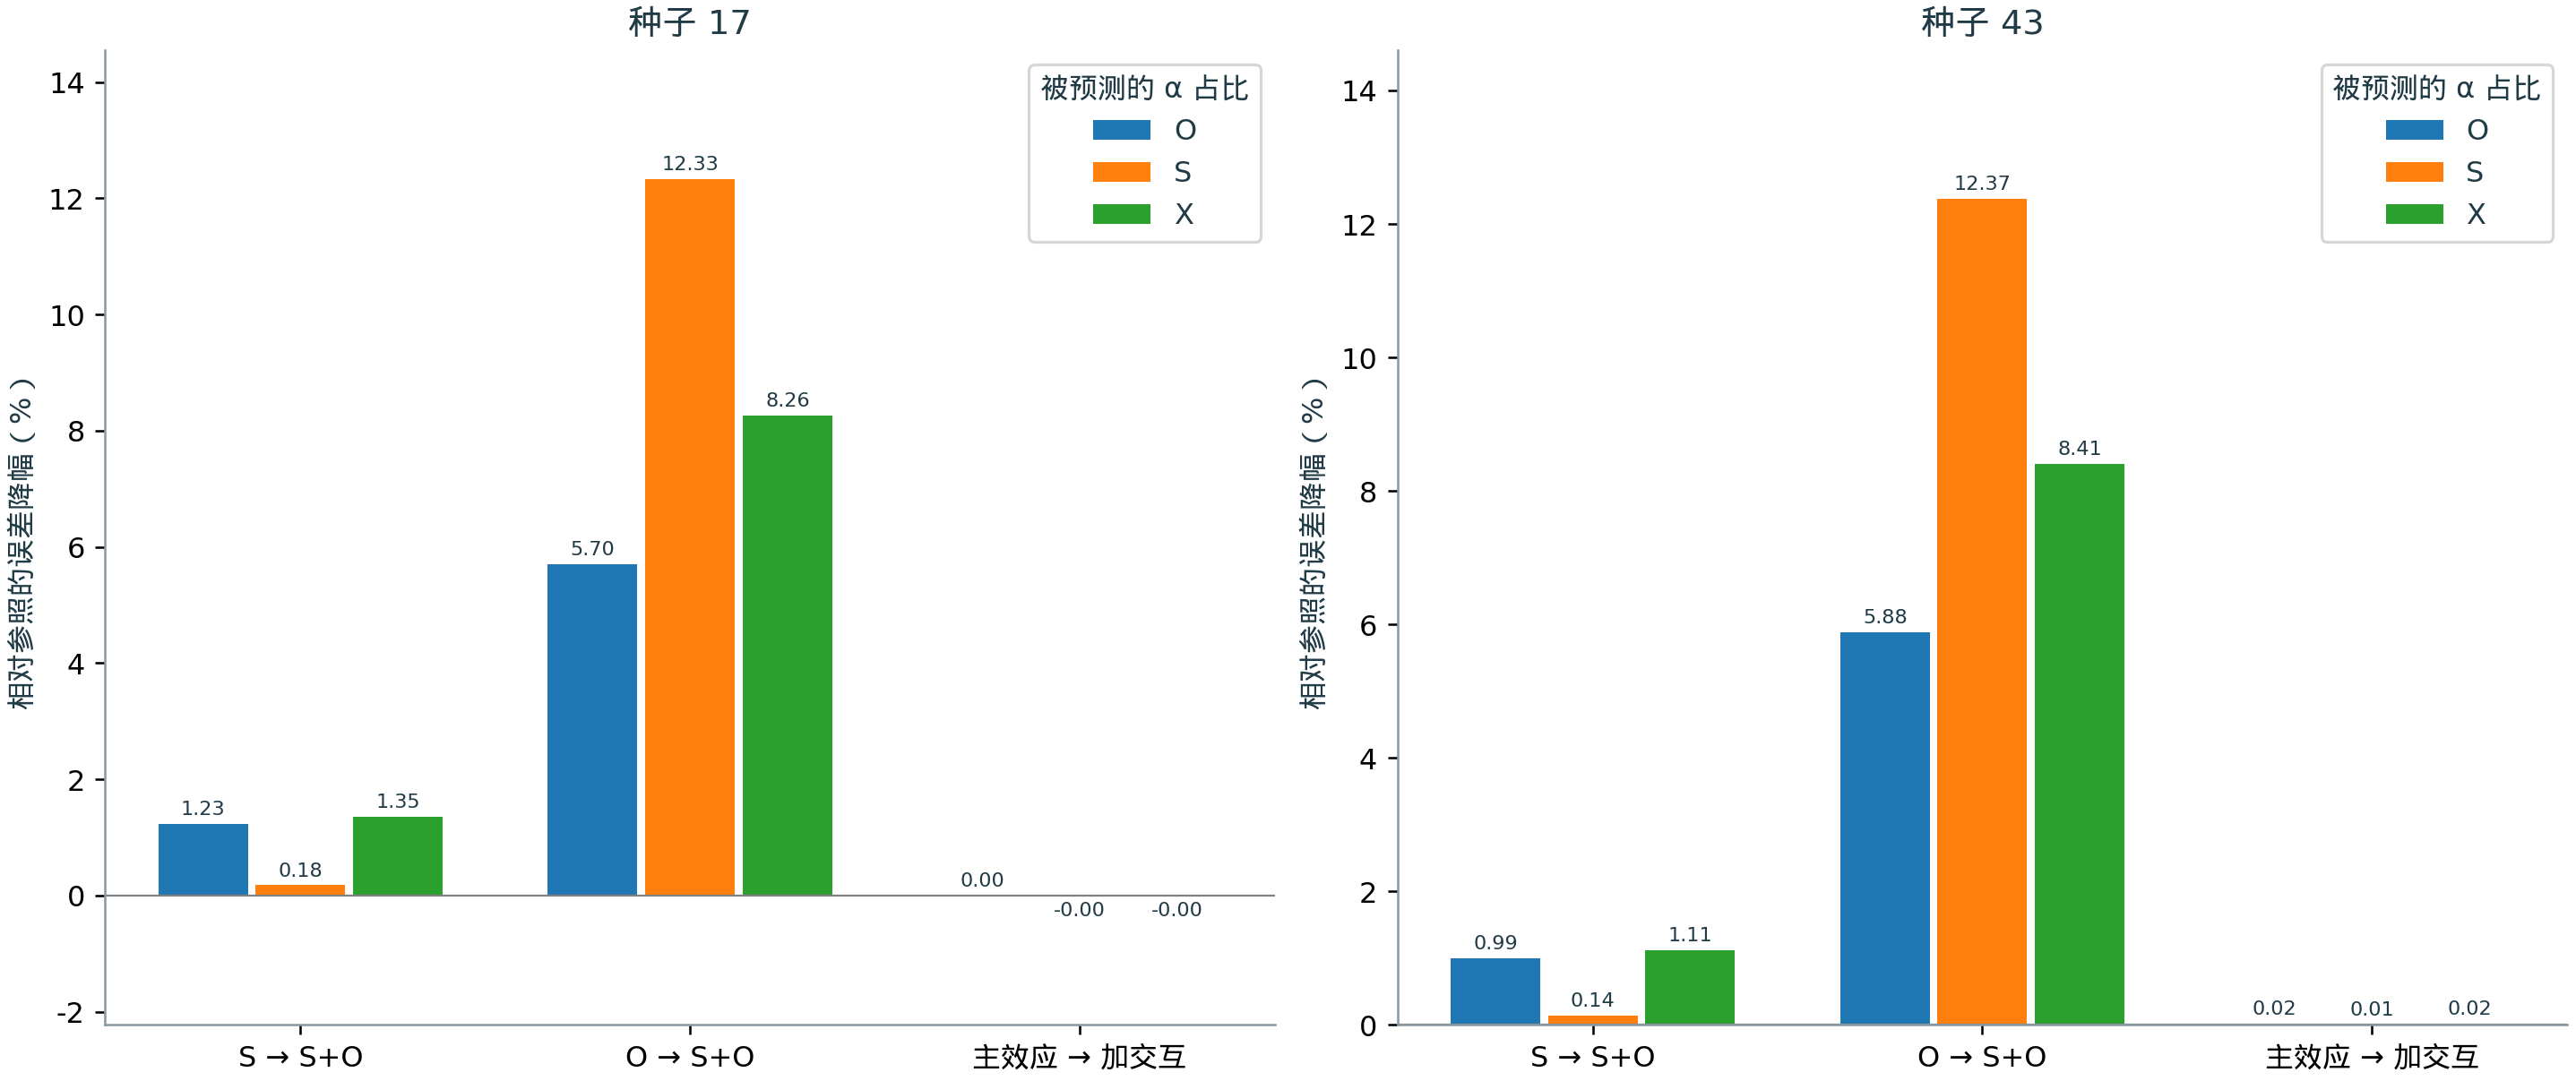 种子 17
相对参照的误差降幅 (%)
14
12
10
8
6
4
2
0
-2
被预测的 α 占比
O
S
X
1.23
0.18
1.35
5.70
12.33
8.26
0.00
-0.00
-0.00
S → S+O
O → S+O
主效应 → 加交互
种子 43
相对参照的误差降幅 (%)
14
12
10
8
6
4
2
0
被预测的 α 占比
O
S
X
0.99
0.14
1.11
5.88
12.37
8.41
0.02
0.01
0.02
S → S+O
O → S+O
主效应 → 加交互